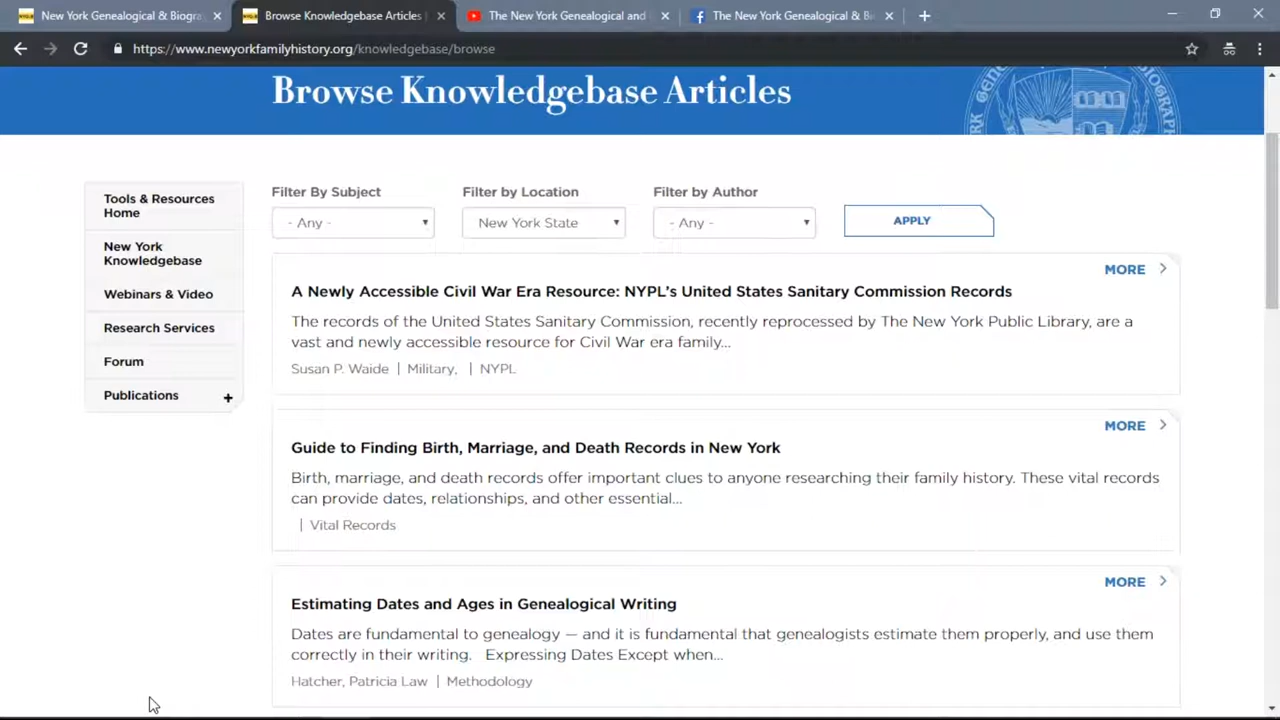 New York Genealogical & Biogra
Browse Knowledgebase Articles |
The New York Genealogical and
The New York Genealogical & Bi
https://www.newyorkfamilyhistory.org/knowledgebase/browse
Browse Knowledgebase Articles
Tools & Resources
Home
New York
Knowledgebase
Webinars & Video
Research Services
Forum
Publications +
Filter By Subject
Filter by Location
Filter by Author
- Any -
New York State
- Any -
APPLY
MORE
A Newly Accessible Civil War Era Resource: NYPL’s United States Sanitary Commission Records
The records of the United States Sanitary Commission, recently reprocessed by The New York Public Library, are a
vast and newly accessible resource for Civil War era family...
Susan P. Waide | Military, | NYPL
MORE
Guide to Finding Birth, Marriage, and Death Records in New York
Birth, marriage, and death records offer important clues to anyone researching their family history. These vital records
can provide dates, relationships, and other essential...
| Vital Records
MORE
Estimating Dates and Ages in Genealogical Writing
Dates are fundamental to genealogy — and it is fundamental that genealogists estimate them properly, and use them
correctly in their writing. Expressing Dates Except when...
Hatcher, Patricia Law | Methodology